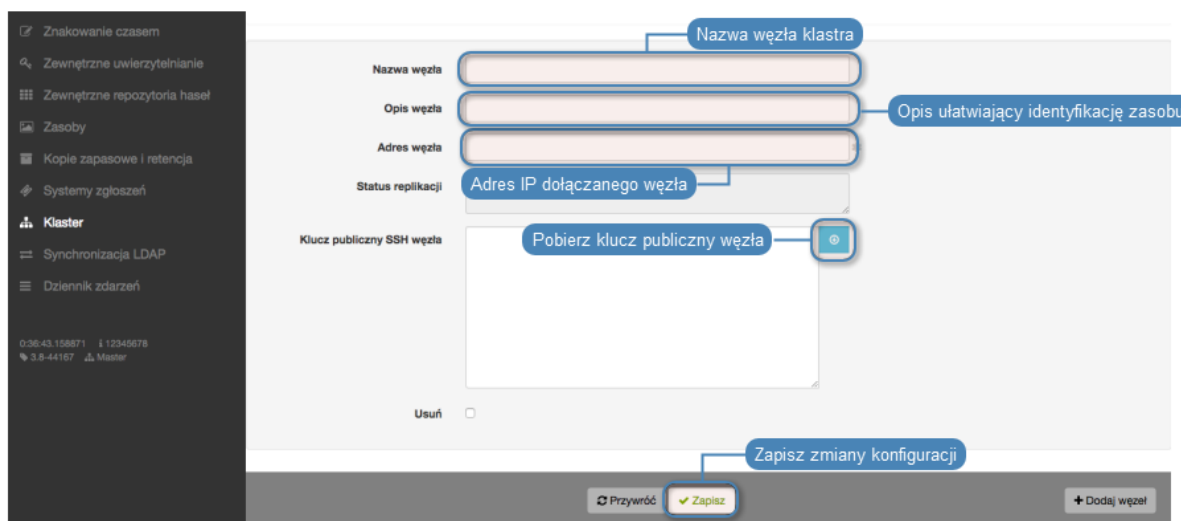 Znakowanie czasem
Zewnętrzne uwierzytelnianie
Zewnętrzne repozytoria haseł
Zasoby
Kopie zapasowe i retencja
Systemy zgłoszeń
Klaster
Synchronizacja LDAP
Dziennik zdarzeń
0:36:43.158871 12345678
3.8-44167 Master
Nazwa węzła klastra
Nazwa węzła
Opis węzła
Opis ułatwiający identyfikację zasobu
Adres węzła
Adres IP dołączanego węzła
Status replikacji
Klucz publiczny SSH węzła
Pobierz klucz publiczny węzła
Usuń
Zapisz zmiany konfiguracji
Przywróć
Zapisz
Dodaj węzeł